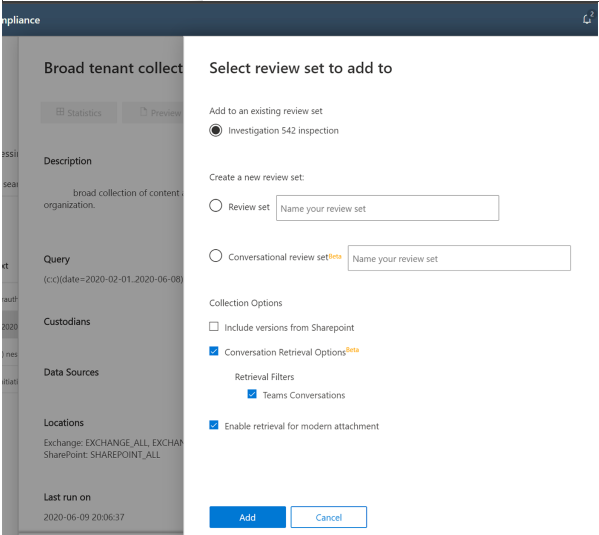 mpliance
2
Broad tenant collect
Select review set to add to
Statistics
Preview
Add to an existing review set
Investigation 542 inspection
essi
Description
sear
broad collection of content a
organization.
Create a new review set:
Review set
Name your review set
Conversational review set Beta
Name your review set
xt
Query
(c:c)(date=2020-02-01..2020-06-08)
rauth
2020
) nes
nitiati
Custodians
Data Sources
Collection Options
Include versions from Sharepoint
Conversation Retrieval Options Beta
Retrieval Filters
Teams Conversations
Enable retrieval for modern attachment
Locations
Exchange: EXCHANGE_ALL, EXCHAN
SharePoint: SHAREPOINT_ALL
Last run on
2020-06-09 20:06:37
Add
Cancel